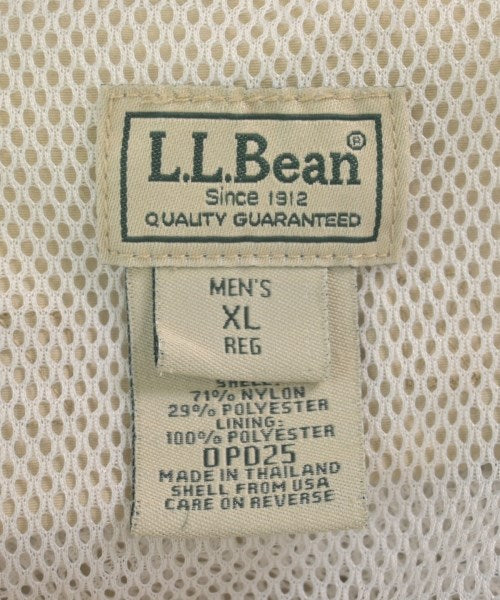 L.L.Bean®
Since 1912
QUALITY GUARANTEED
MEN'S
XL
REG
SHELL:
71% NYLON
29% POLYESTER
LINING:
100% POLYESTER
0PD25
MADE IN THAILAND
SHELL FROM USA
CARE ON REVERSE